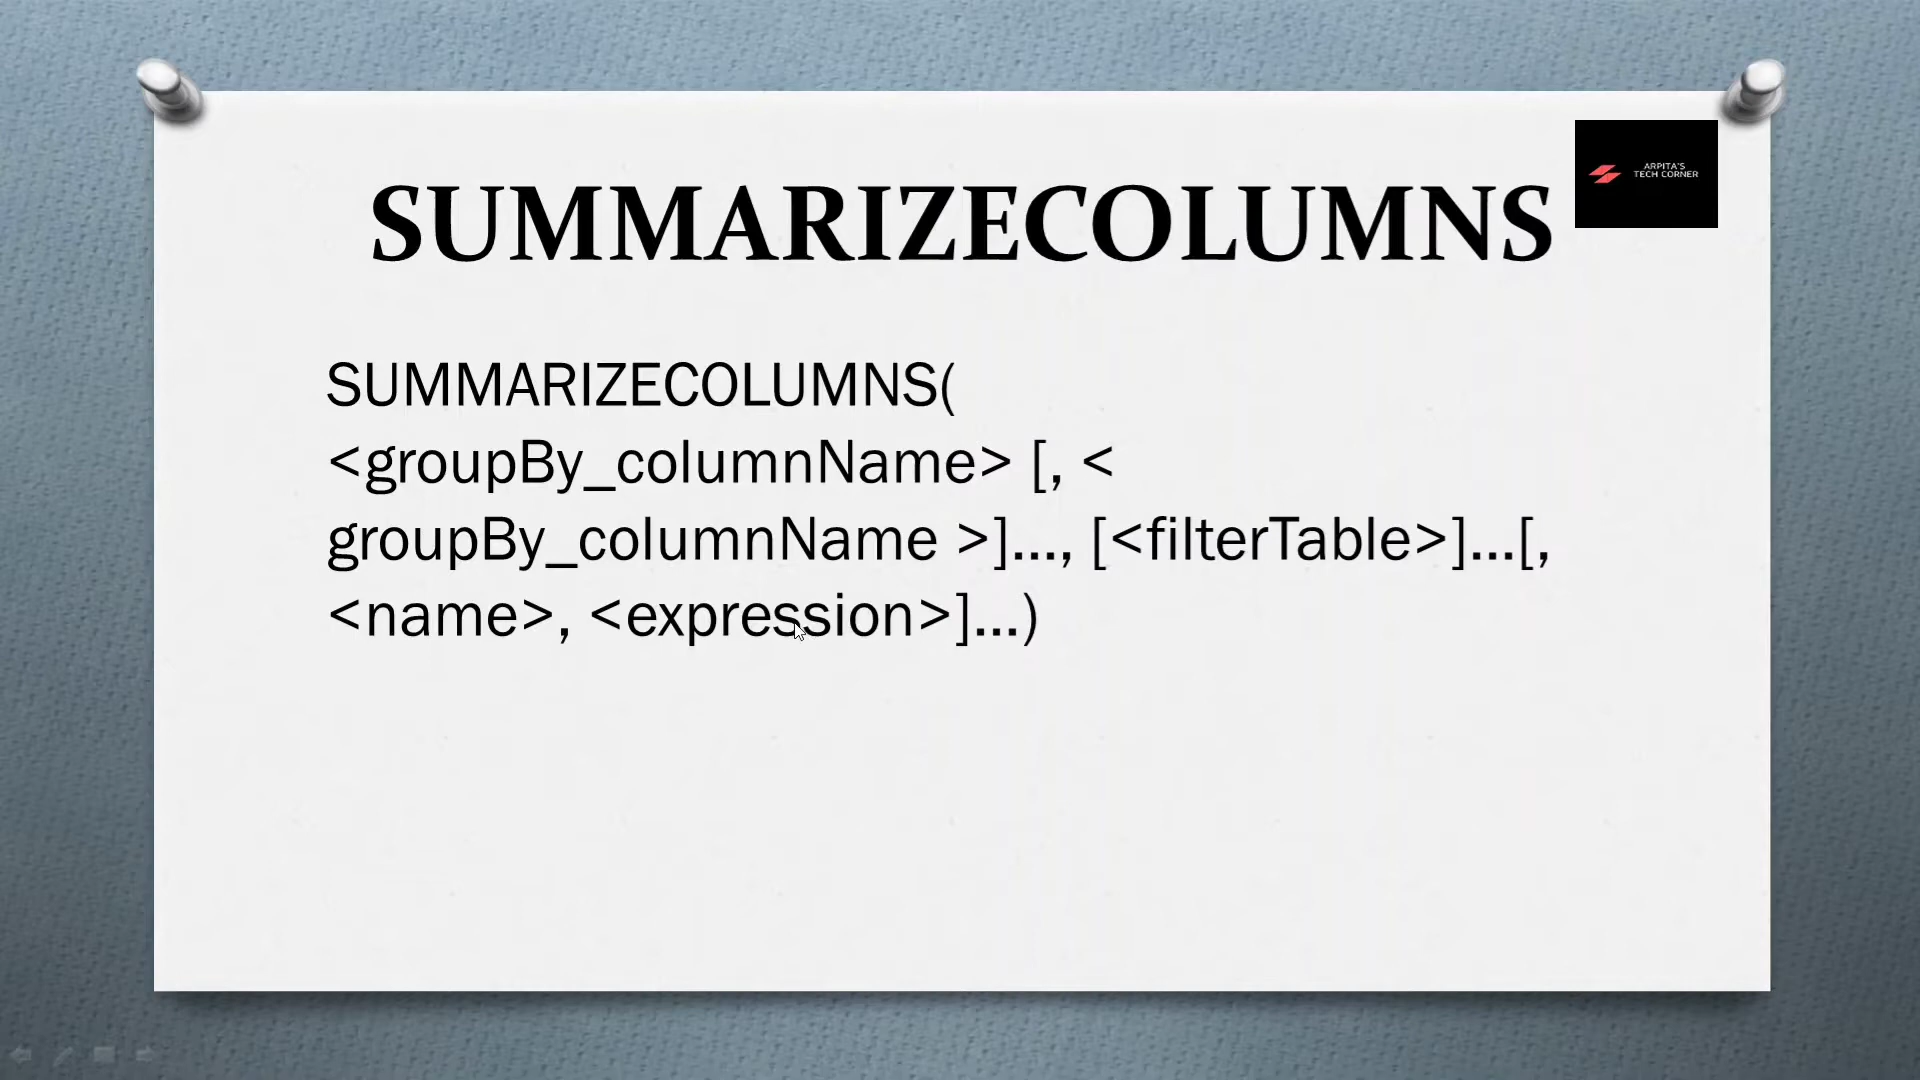 ARPITA'S
TECH CORNER
SUMMARIZECOLUMNS
SUMMARIZECOLUMNS(
<groupBy_columnName> [, <
groupBy_columnName >]…, [<filterTable>]…[,
<name>, <expression>]…)